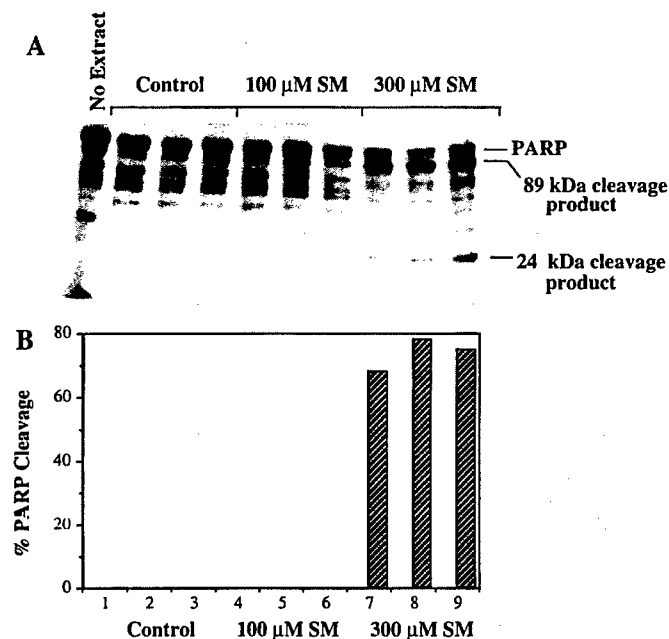 A
No Extract
Control
100 μM SM
300 μM SM
PARP
89 kDa cleavage
product
24 kDa cleavage
product
B
% PARP Cleavage
80
60
40
20
0
1 2 3 4 5 6 7 8 9
Control 100 μM SM 300 μM SM